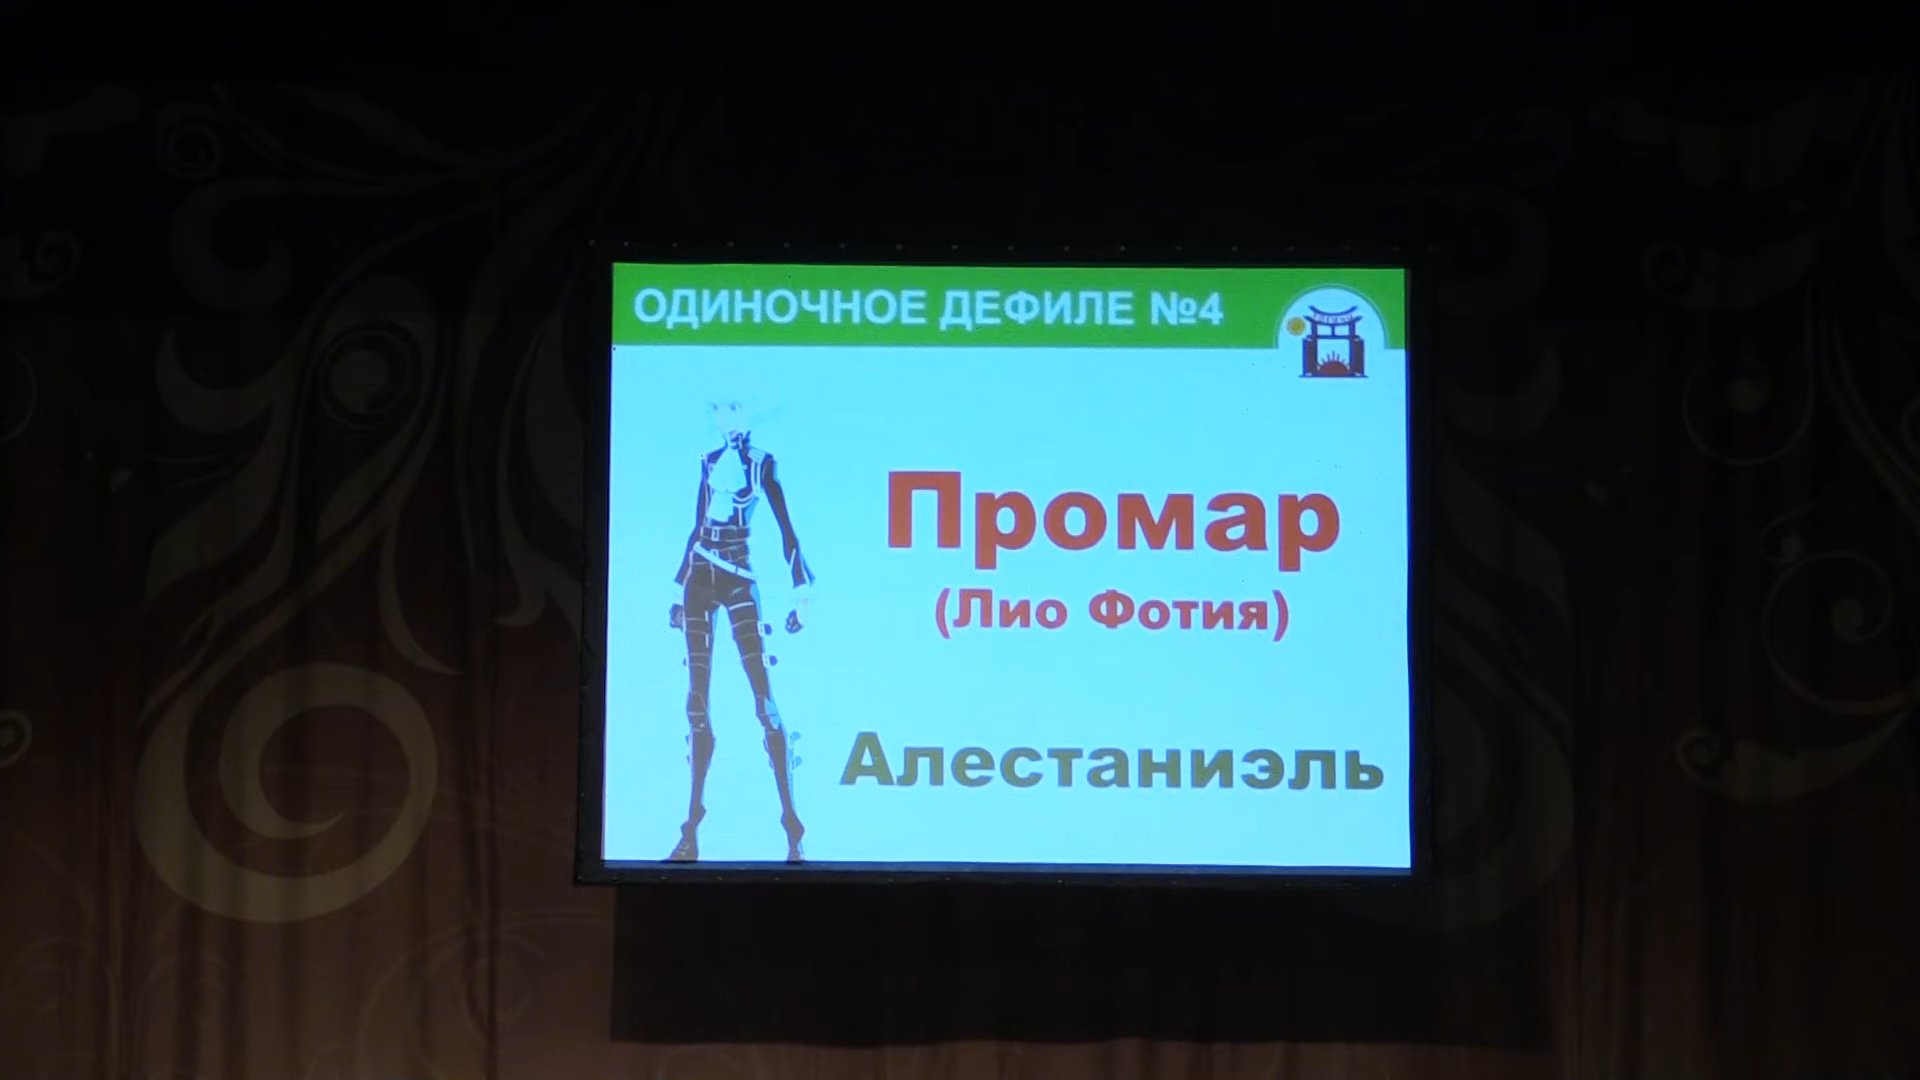 ОДИНОЧНОЕ ДЕФИЛЕ №4
Промар
(Лио Фотия)
Алестаниэль